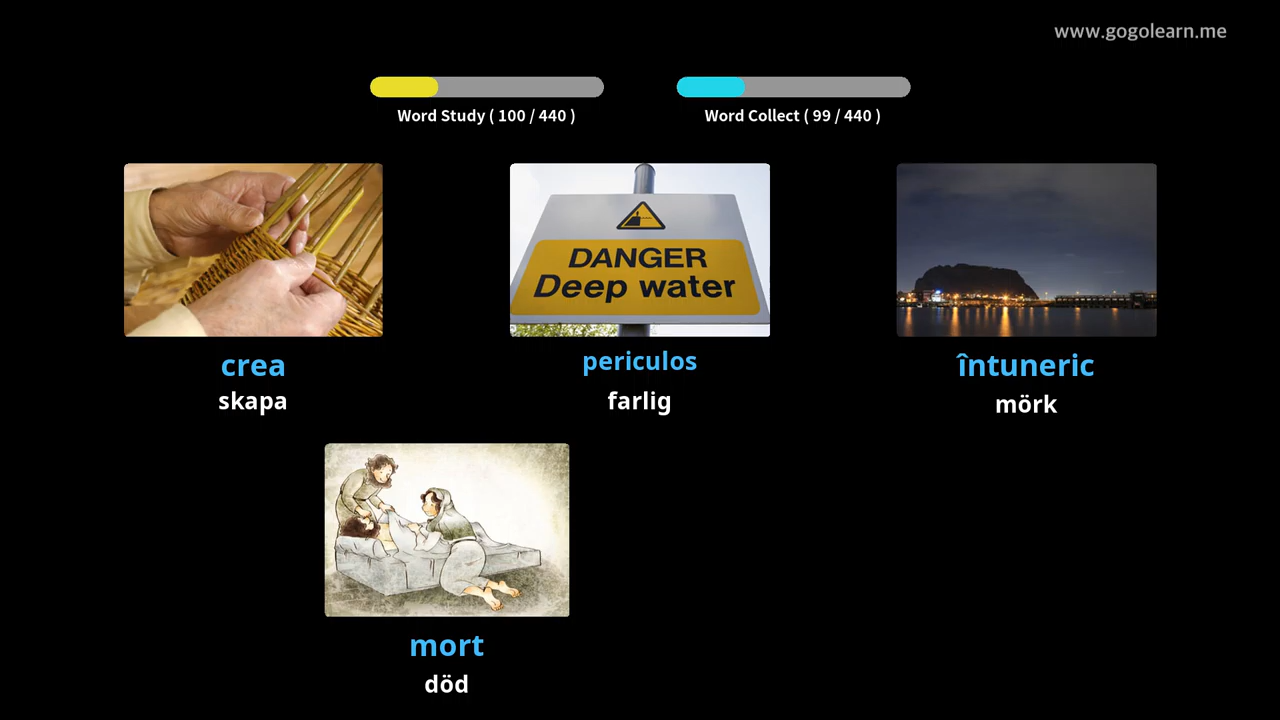 www.gogolearn.me
Word Study ( 100 / 440 )
Word Collect ( 99 / 440 )
DANGER
Deep water
crea
skapa
periculos
farlig
întuneric
mörk
mort
död